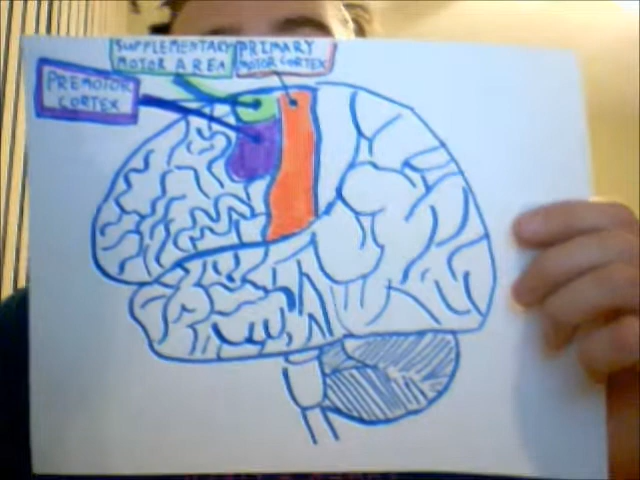 SUPPLEMENTARY
MOTOR AREA
PRIMARY
MOTOR CORTEX
PREMOTOR
CORTEX